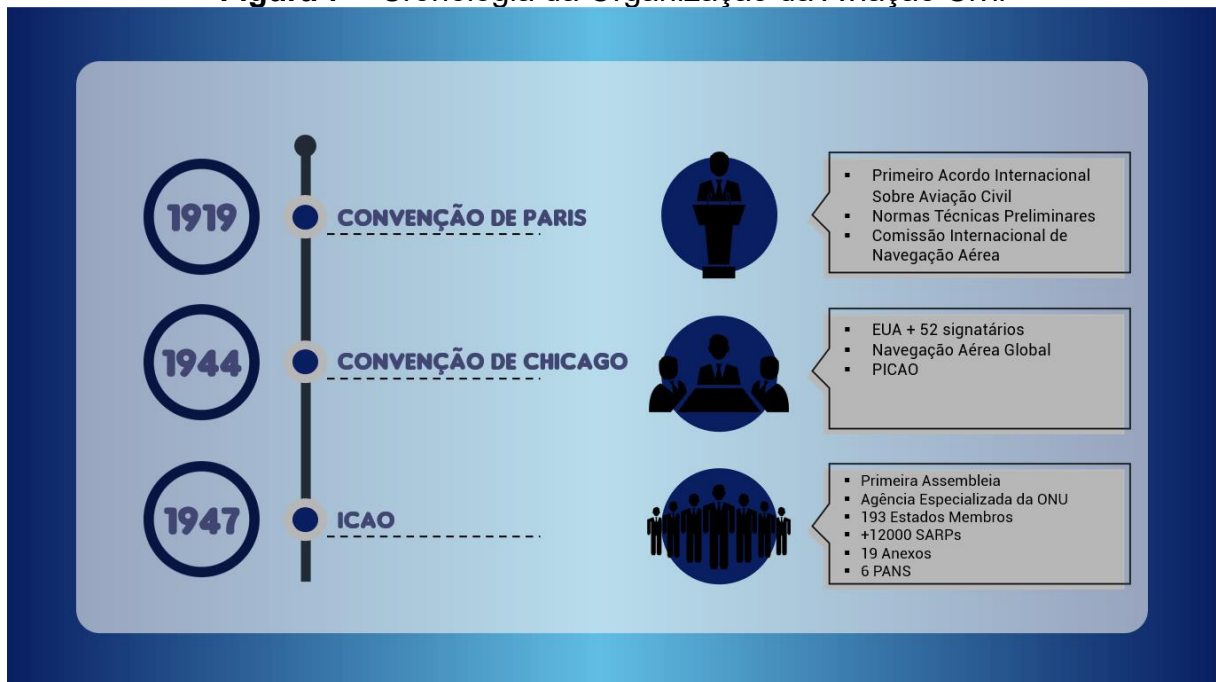 1919
CONVENÇÃO DE PARIS
▪ Primeiro Acordo Internacional
Sobre Aviação Civil
▪ Normas Técnicas Preliminares
▪ Comissão Internacional de
Navegação Aérea
1944
CONVENÇÃO DE CHICAGO
▪ EUA + 52 signatários
▪ Navegação Aérea Global
▪ PICAO
1947
ICAO
▪ Primeira Assembleia
▪ Agência Especializada da ONU
▪ 193 Estados Membros
▪ +12000 SARPs
▪ 19 Anexos
▪ 6 PANS